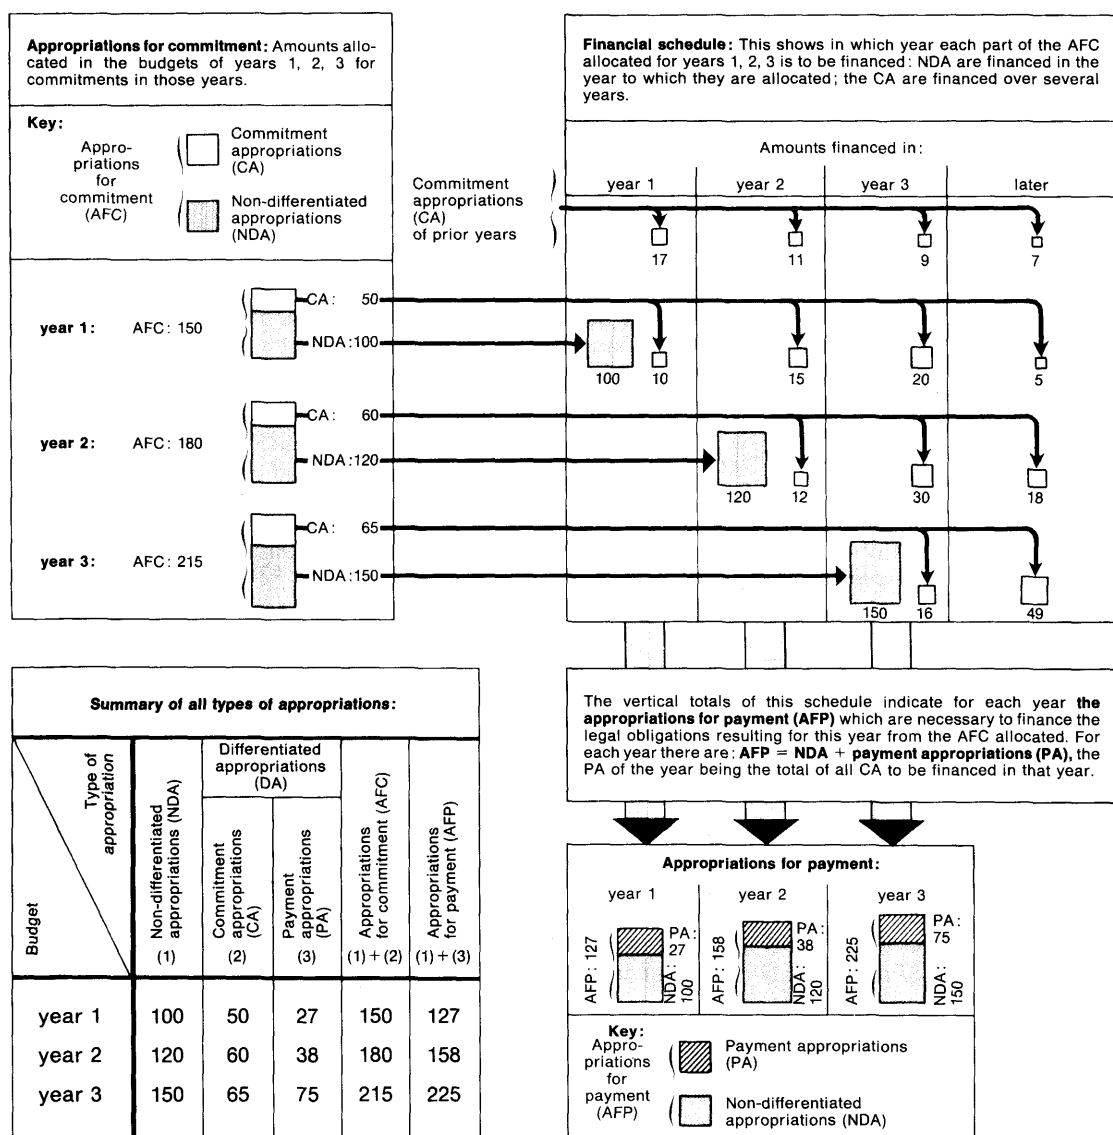 Appropriations for commitment: Amounts allo-
cated in the budgets of years 1, 2, 3 for
commitments in those years.
Key:
Appro-
priations
for
commitment
(AFC)
Commitment
appropriations
(CA)
Non-differentiated
appropriations
(NDA)
Financial schedule: This shows in which year each part of the AFC
allocated for years 1, 2, 3 is to be financed: NDA are financed in the
year to which they are allocated; the CA are financed over several
years.
Amounts financed in:
year 1 year 2 year 3 later
Commitment
appropriations
(CA)
of prior years
17 11 9 7
year 1: AFC: 150
CA: 50
NDA: 100
100 10 15 20 5
year 2: AFC: 180
CA: 60
NDA: 120
120 12 30 18
year 3: AFC: 215
CA: 65
NDA: 150
150 16 49
Summary of all types of appropriations:
Type of
appropriation
Budget
Non-differentiated
appropriations (NDA)
(1)
Differentiated
appropriations
(DA)
Commitment
appropriations
(CA)
(2)
Payment
appropriations
(PA)
(3)
Appropriations
for commitment (AFC)
(1) + (2)
Appropriations
for payment (AFP)
(1) + (3)
year 1 100 50 27 150 127
year 2 120 60 38 180 158
year 3 150 65 75 215 225
The vertical totals of this schedule indicate for each year the
appropriations for payment (AFP) which are necessary to finance the
legal obligations resulting for this year from the AFC allocated. For
each year there are: AFP = NDA + payment appropriations (PA), the
PA of the year being the total of all CA to be financed in that year.
Appropriations for payment:
year 1 year 2 year 3
AFP: 127
PA:
27
NDA:
100
AFP: 158
PA:
38
NDA:
120
AFP: 225
PA:
75
NDA:
150
Key:
Appro-
priations
for
payment
(AFP)
Payment appropriations
(PA)
Non-differentiated
appropriations (NDA)